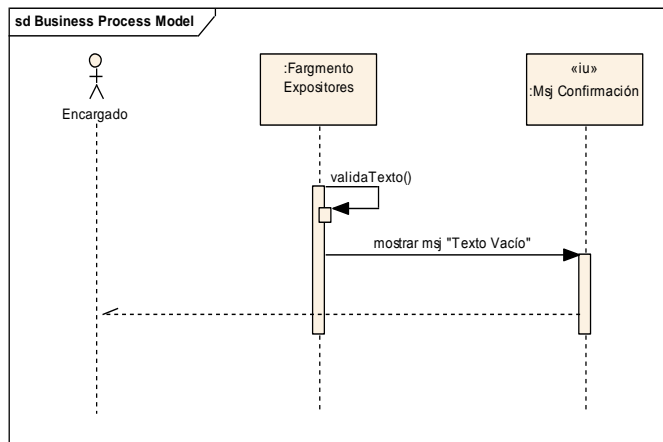 sd Business Process Model
Encargado
:Fargmento
Expositores
«iu»
:Msj Confirmación
validaTexto()
mostrar msj "Texto Vacío"